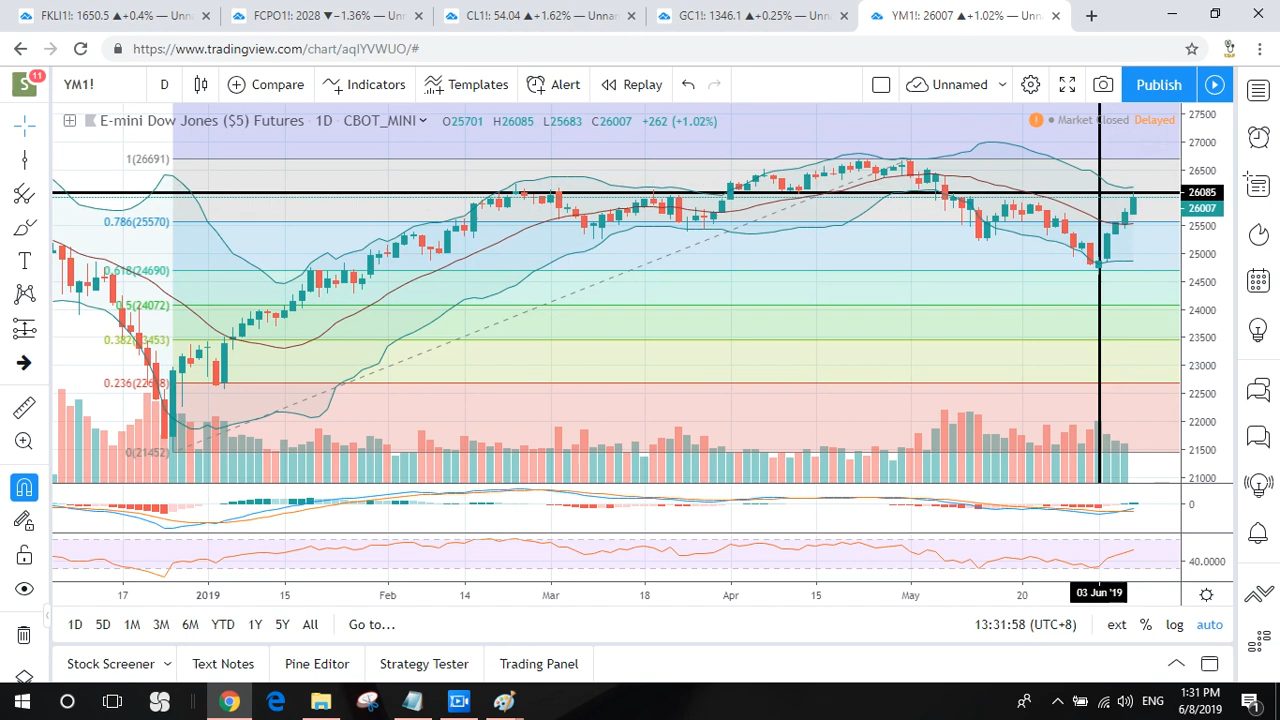 FKLI1!: 1650.5 ▲+0.4% — Unn
FCPO1!: 2028 ▼−1.36% — Unn
CL1!: 54.04 ▲+1.62% — Unna
GC1!: 1346.1 ▲+0.25% — Unn
YM1!: 26007 ▲+1.02% — Unna
https://www.tradingview.com/chart/aqlYVWUO/#
S 11
YM1! D Compare Indicators Templates Alert Replay Unnamed Publish
E-mini Dow Jones ($5) Futures · 1D · CBOT_MINI O25701 H26085 L25683 C26007 +262 (+1.02%) Market Closed Delayed
27500
27000
1(26691)
26500
26085
26007
0.786(25570)
25500
25000
0.618(24690)
24500
0.5(24072)
24000
23500
23000
22500
22000
0(21452)
21500
21000
0
40.0000
17 2019 15 Feb 14 Mar 18 Apr 15 May 20 03 Jun '19
1D 5D 1M 3M 6M YTD 1Y 5Y All Go to... 13:31:58 (UTC+8) ext % log auto
Stock Screener Text Notes Pine Editor Strategy Tester Trading Panel
ENG
1:31 PM
6/8/2019
1